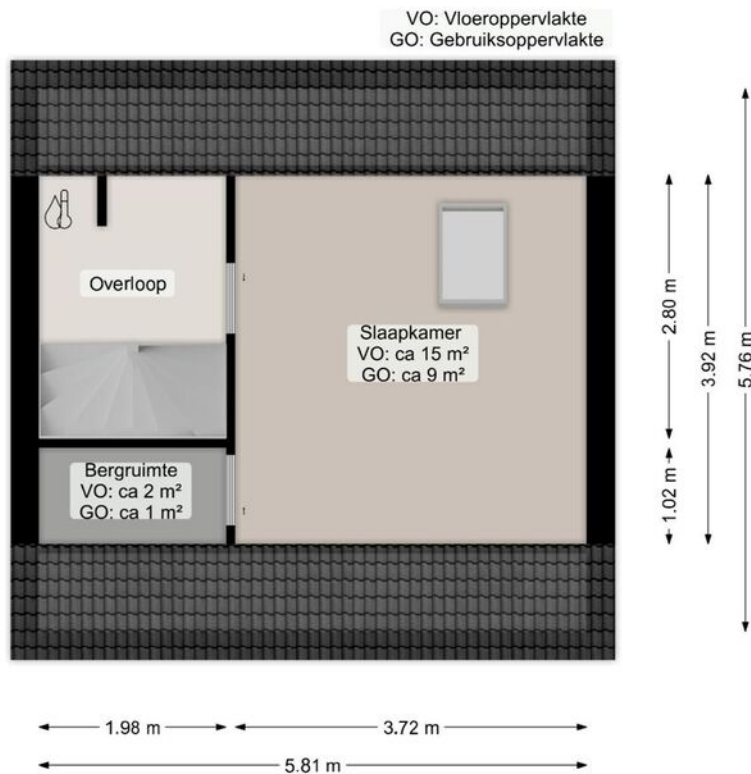 VO: Vloeroppervlakte
GO: Gebruiksoppervlakte
Overloop
Slaapkamer
VO: ca 15 m²
GO: ca 9 m²
Bergruimte
VO: ca 2 m²
GO: ca 1 m²
2.80 m
3.92 m
5.76 m
1.02 m
1.98 m
3.72 m
5.81 m